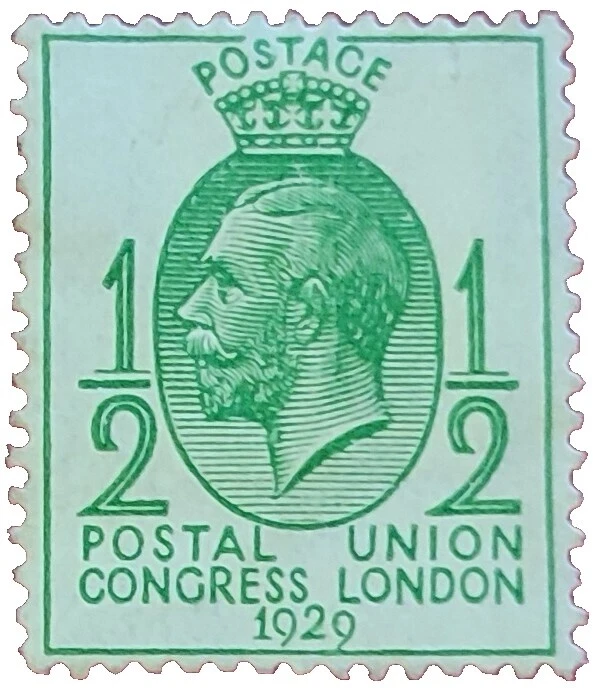 POSTAGE
1/2 1/2
POSTAL UNION
CONGRESS LONDON
1929